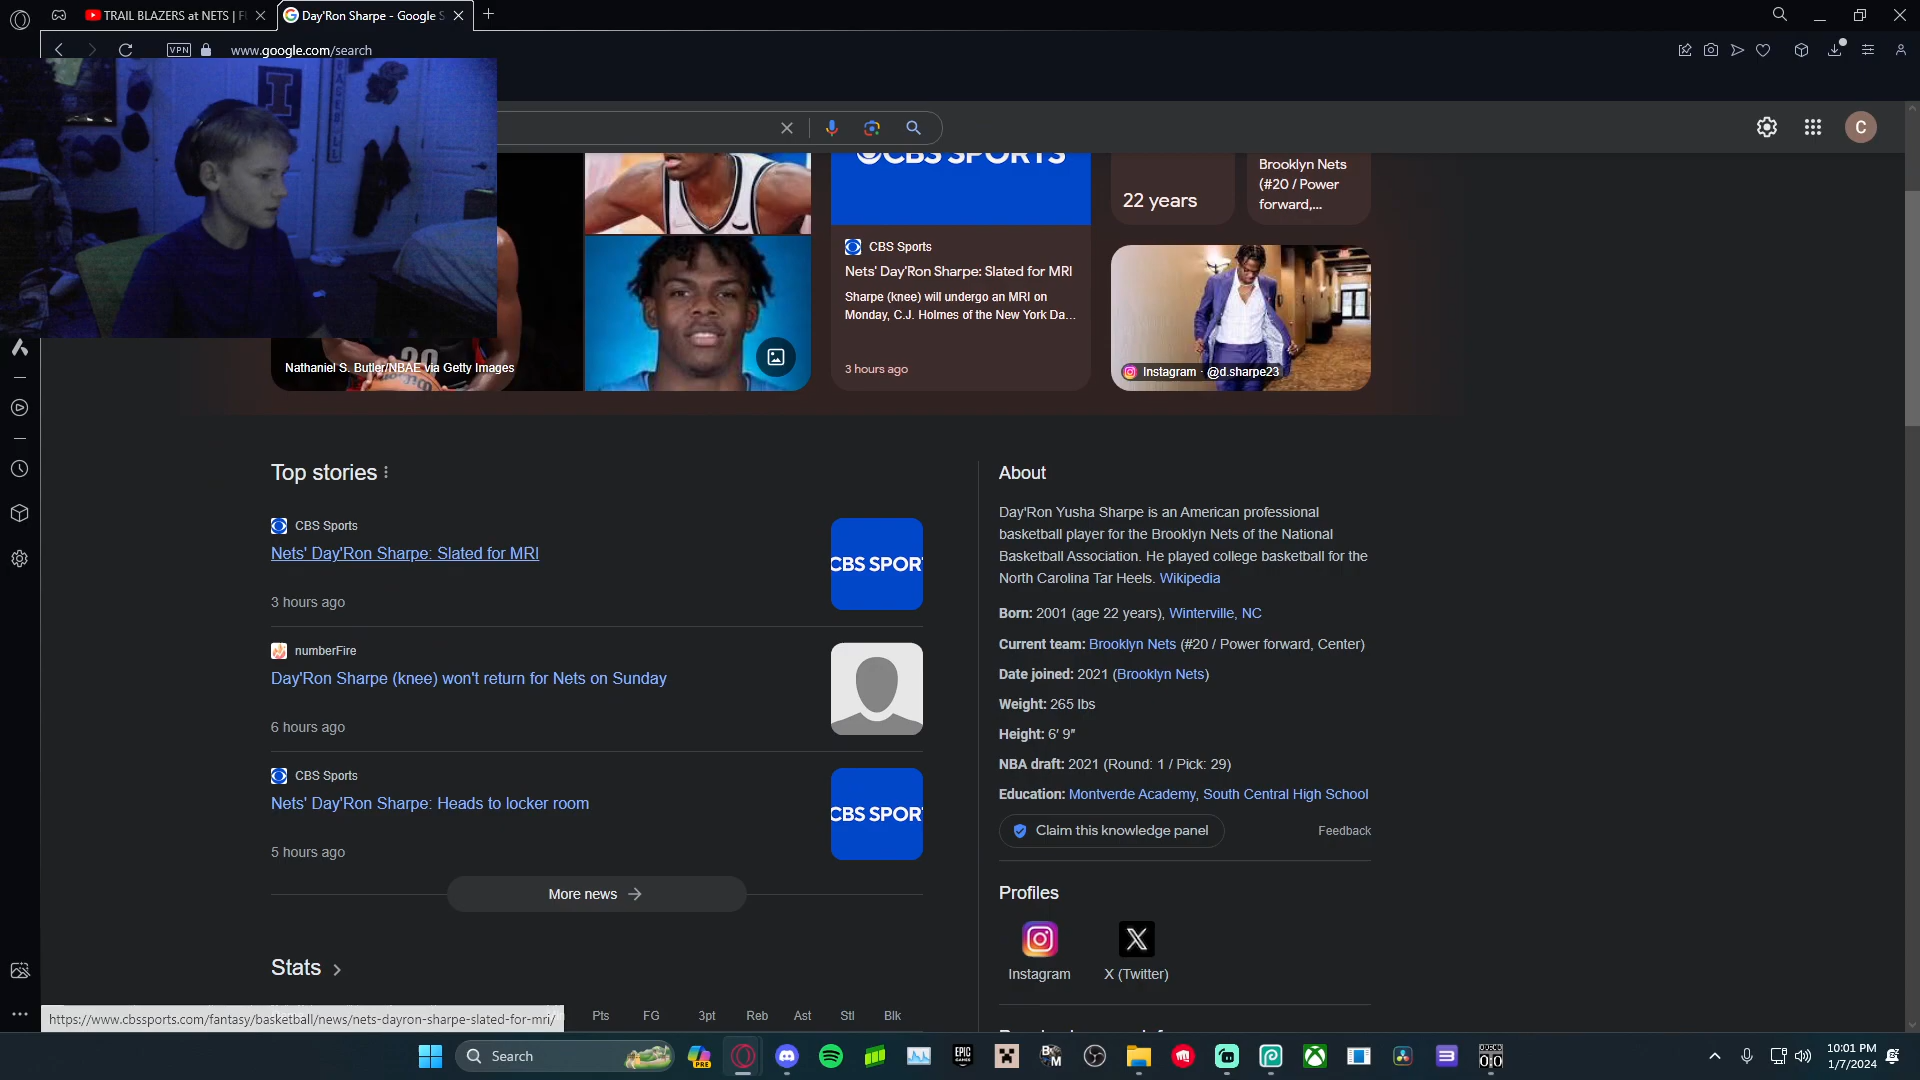 TRAIL BLAZERS at NETS | F
Day'Ron Sharpe - Google S
VPN
www.google.com/search
I
C
CBS SPORTS
22 years
Brooklyn Nets
(#20 / Power
forward,...
CBS Sports
Nets' Day'Ron Sharpe: Slated for MRI
Sharpe (knee) will undergo an MRI on
Monday, C.J. Holmes of the New York Da...
3 hours ago
20
Nathaniel S. Butler/NBAE via Getty Images
Instagram · @d.sharpe23
Top stories
CBS Sports
Nets' Day'Ron Sharpe: Slated for MRI
3 hours ago
CBS SPOR
numberFire
Day'Ron Sharpe (knee) won't return for Nets on Sunday
6 hours ago
CBS Sports
Nets' Day'Ron Sharpe: Heads to locker room
5 hours ago
CBS SPOR
More news
Stats
Pts FG 3pt Reb Ast Stl Blk
https://www.cbssports.com/fantasy/basketball/news/nets-dayron-sharpe-slated-for-mri/
About
Day'Ron Yusha Sharpe is an American professional
basketball player for the Brooklyn Nets of the National
Basketball Association. He played college basketball for the
North Carolina Tar Heels. Wikipedia
Born: 2001 (age 22 years), Winterville, NC
Current team: Brooklyn Nets (#20 / Power forward, Center)
Date joined: 2021 (Brooklyn Nets)
Weight: 265 lbs
Height: 6′ 9″
NBA draft: 2021 (Round: 1 / Pick: 29)
Education: Montverde Academy, South Central High School
Claim this knowledge panel
Feedback
Profiles
Instagram
X (Twitter)
Search
PRE
EPIC
GAMES
10:01 PM
1/7/2024